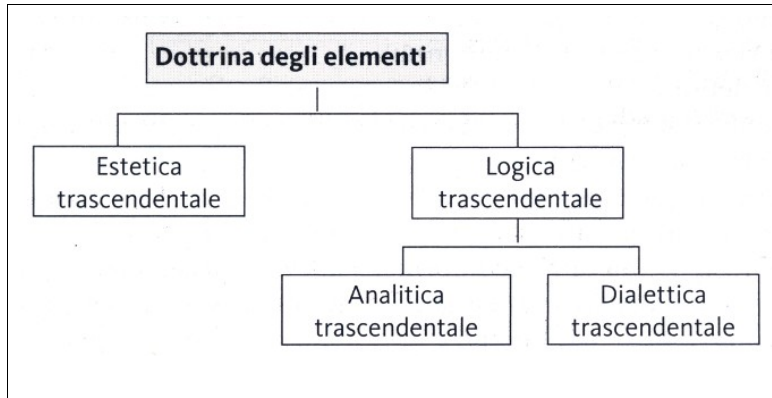 Dottrina degli elementi
Estetica
trascendentale
Logica
trascendentale
Analitica
trascendentale
Dialettica
trascendentale